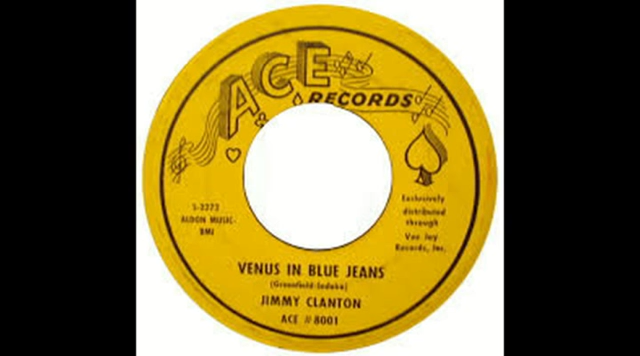 ACE
RECORDS
S-3273
ALDON MUSIC-
BMI
Exclusively
distributed
through
Vee Jay
Records, Inc.
VENUS IN BLUE JEANS
(Greenfield-Sedaka)
JIMMY CLANTON
ACE # 8001